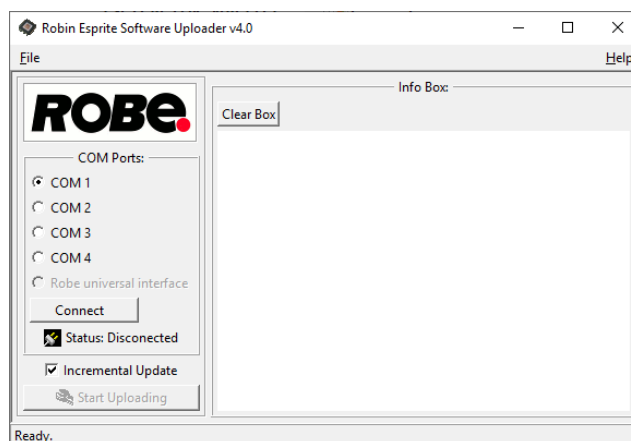 Robin Esprite Software Uploader v4.0
File Help
ROBE.
COM Ports:
COM 1
COM 2
COM 3
COM 4
Robe universal interface
Connect
Status: Disconected
Incremental Update
Start Uploading
Info Box:
Clear Box
Ready.